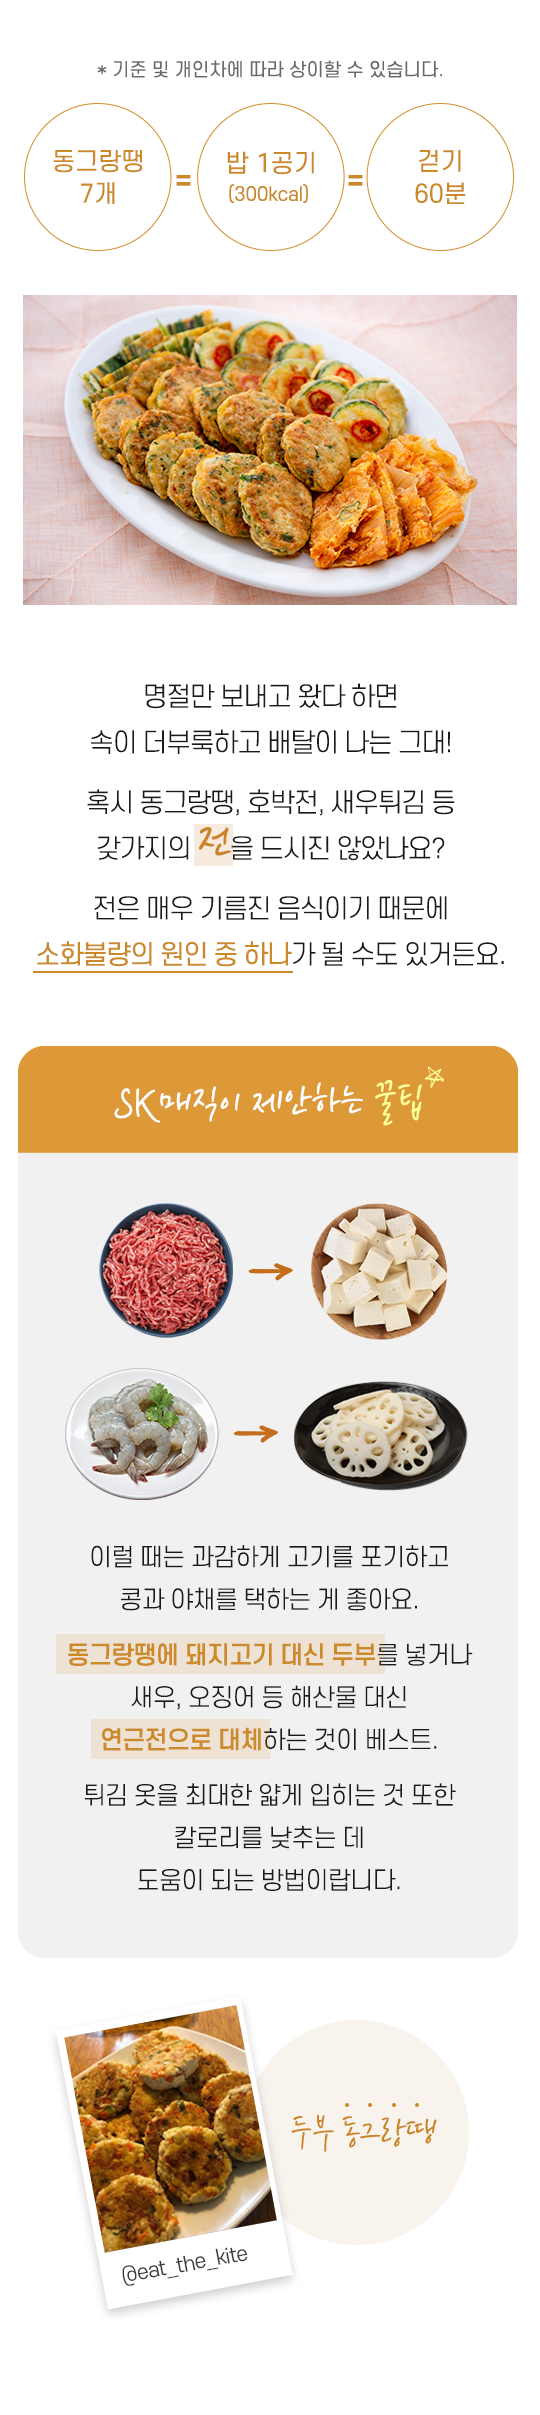 * 기준 및 개인차에 따라 상이할 수 있습니다.
동그랑땡
7개
=
밥 1공기
(300kcal)
=
걷기
60분
명절만 보내고 왔다 하면
속이 더부룩하고 배탈이 나는 그대!
혹시 동그랑땡, 호박전, 새우튀김 등
갖가지의 전을 드시진 않았나요?
전은 매우 기름진 음식이기 때문에
소화불량의 원인 중 하나가 될 수도 있거든요.
SK매직이 제안하는 꿀팁
이럴 때는 과감하게 고기를 포기하고
콩과 야채를 택하는 게 좋아요.
동그랑땡에 돼지고기 대신 두부를 넣거나
새우, 오징어 등 해산물 대신
연근전으로 대체하는 것이 베스트.
튀김 옷을 최대한 얇게 입히는 것 또한
칼로리를 낮추는 데
도움이 되는 방법이랍니다.
두부 동그랑땡
@eat_the_kite